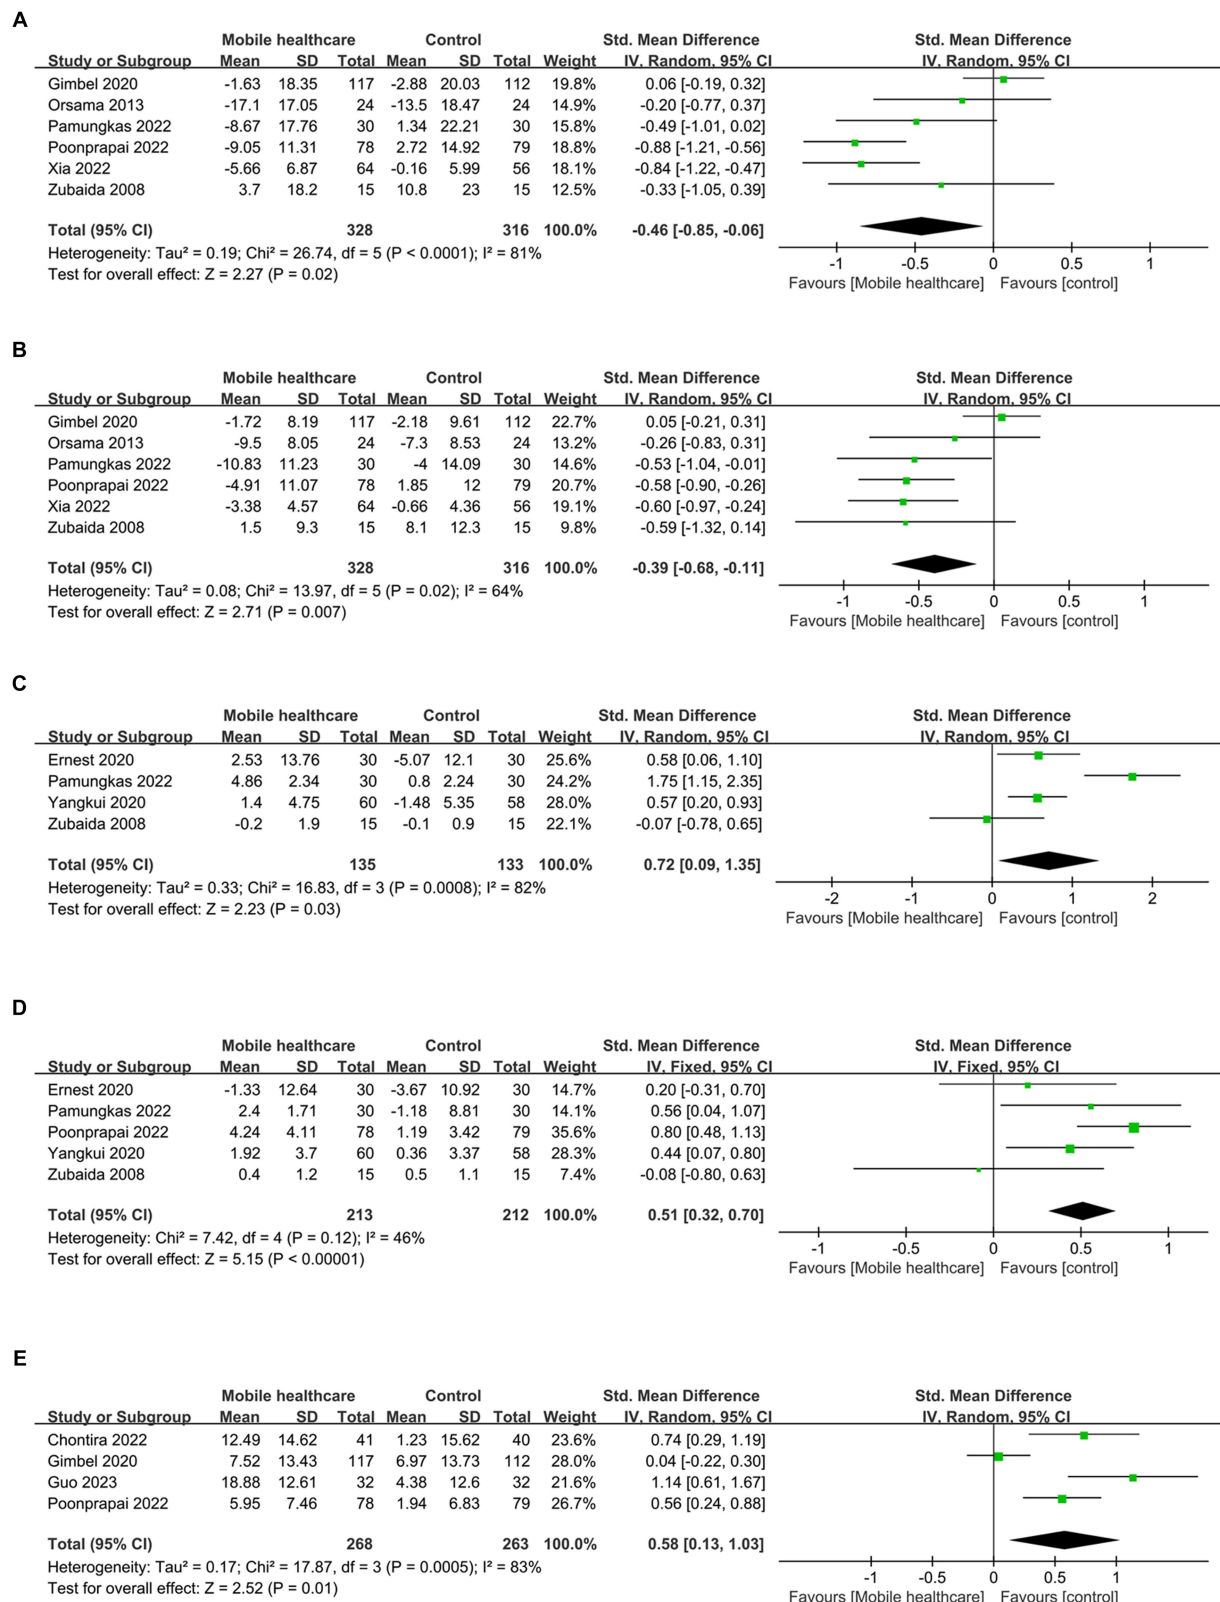 A
Mobile healthcare Control Std. Mean Difference Std. Mean Difference
Study or Subgroup Mean SD Total Mean SD Total Weight IV, Random, 95% CI IV, Random, 95% CI
Gimbel 2020 -1.63 18.35 117 -2.88 20.03 112 19.8% 0.06 [-0.19, 0.32]
Orsama 2013 -17.1 17.05 24 -13.5 18.47 24 14.9% -0.20 [-0.77, 0.37]
Pamungkas 2022 -8.67 17.76 30 1.34 22.21 30 15.8% -0.49 [-1.01, 0.02]
Poonprapai 2022 -9.05 11.31 78 2.72 14.92 79 18.8% -0.88 [-1.21, -0.56]
Xia 2022 -5.66 6.87 64 -0.16 5.99 56 18.1% -0.84 [-1.22, -0.47]
Zubaida 2008 3.7 18.2 15 10.8 23 15 12.5% -0.33 [-1.05, 0.39]
Total (95% CI) 328 316 100.0% -0.46 [-0.85, -0.06]
Heterogeneity: Tau² = 0.19; Chi² = 26.74, df = 5 (P < 0.0001); I² = 81%
Test for overall effect: Z = 2.27 (P = 0.02)
-1 -0.5 0 0.5 1
Favours [Mobile healthcare] Favours [control]
B
Mobile healthcare Control Std. Mean Difference Std. Mean Difference
Study or Subgroup Mean SD Total Mean SD Total Weight IV, Random, 95% CI IV, Random, 95% CI
Gimbel 2020 -1.72 8.19 117 -2.18 9.61 112 22.7% 0.05 [-0.21, 0.31]
Orsama 2013 -9.5 8.05 24 -7.3 8.53 24 13.2% -0.26 [-0.83, 0.31]
Pamungkas 2022 -10.83 11.23 30 -4 14.09 30 14.6% -0.53 [-1.04, -0.01]
Poonprapai 2022 -4.91 11.07 78 1.85 12 79 20.7% -0.58 [-0.90, -0.26]
Xia 2022 -3.38 4.57 64 -0.66 4.36 56 19.1% -0.60 [-0.97, -0.24]
Zubaida 2008 1.5 9.3 15 8.1 12.3 15 9.8% -0.59 [-1.32, 0.14]
Total (95% CI) 328 316 100.0% -0.39 [-0.68, -0.11]
Heterogeneity: Tau² = 0.08; Chi² = 13.97, df = 5 (P = 0.02); I² = 64%
Test for overall effect: Z = 2.71 (P = 0.007)
-1 -0.5 0 0.5 1
Favours [Mobile healthcare] Favours [control]
C
Mobile healthcare Control Std. Mean Difference Std. Mean Difference
Study or Subgroup Mean SD Total Mean SD Total Weight IV, Random, 95% CI IV, Random, 95% CI
Ernest 2020 2.53 13.76 30 -5.07 12.1 30 25.6% 0.58 [0.06, 1.10]
Pamungkas 2022 4.86 2.34 30 0.8 2.24 30 24.2% 1.75 [1.15, 2.35]
Yangkui 2020 1.4 4.75 60 -1.48 5.35 58 28.0% 0.57 [0.20, 0.93]
Zubaida 2008 -0.2 1.9 15 -0.1 0.9 15 22.1% -0.07 [-0.78, 0.65]
Total (95% CI) 135 133 100.0% 0.72 [0.09, 1.35]
Heterogeneity: Tau² = 0.33; Chi² = 16.83, df = 3 (P = 0.0008); I² = 82%
Test for overall effect: Z = 2.23 (P = 0.03)
-2 -1 0 1 2
Favours [Mobile healthcare] Favours [control]
D
Mobile healthcare Control Std. Mean Difference Std. Mean Difference
Study or Subgroup Mean SD Total Mean SD Total Weight IV, Fixed, 95% CI IV, Fixed, 95% CI
Ernest 2020 -1.33 12.64 30 -3.67 10.92 30 14.7% 0.20 [-0.31, 0.70]
Pamungkas 2022 2.4 1.71 30 -1.18 8.81 30 14.1% 0.56 [0.04, 1.07]
Poonprapai 2022 4.24 4.11 78 1.19 3.42 79 35.6% 0.80 [0.48, 1.13]
Yangkui 2020 1.92 3.7 60 0.36 3.37 58 28.3% 0.44 [0.07, 0.80]
Zubaida 2008 0.4 1.2 15 0.5 1.1 15 7.4% -0.08 [-0.80, 0.63]
Total (95% CI) 213 212 100.0% 0.51 [0.32, 0.70]
Heterogeneity: Chi² = 7.42, df = 4 (P = 0.12); I² = 46%
Test for overall effect: Z = 5.15 (P < 0.00001)
-1 -0.5 0 0.5 1
Favours [Mobile healthcare] Favours [control]
E
Mobile healthcare Control Std. Mean Difference Std. Mean Difference
Study or Subgroup Mean SD Total Mean SD Total Weight IV, Random, 95% CI IV, Random, 95% CI
Chontira 2022 12.49 14.62 41 1.23 15.62 40 23.6% 0.74 [0.29, 1.19]
Gimbel 2020 7.52 13.43 117 6.97 13.73 112 28.0% 0.04 [-0.22, 0.30]
Guo 2023 18.88 12.61 32 4.38 12.6 32 21.6% 1.14 [0.61, 1.67]
Poonprapai 2022 5.95 7.46 78 1.94 6.83 79 26.7% 0.56 [0.24, 0.88]
Total (95% CI) 268 263 100.0% 0.58 [0.13, 1.03]
Heterogeneity: Tau² = 0.17; Chi² = 17.87, df = 3 (P = 0.0005); I² = 83%
Test for overall effect: Z = 2.52 (P = 0.01)
-1 -0.5 0 0.5 1
Favours [Mobile healthcare] Favours [control]